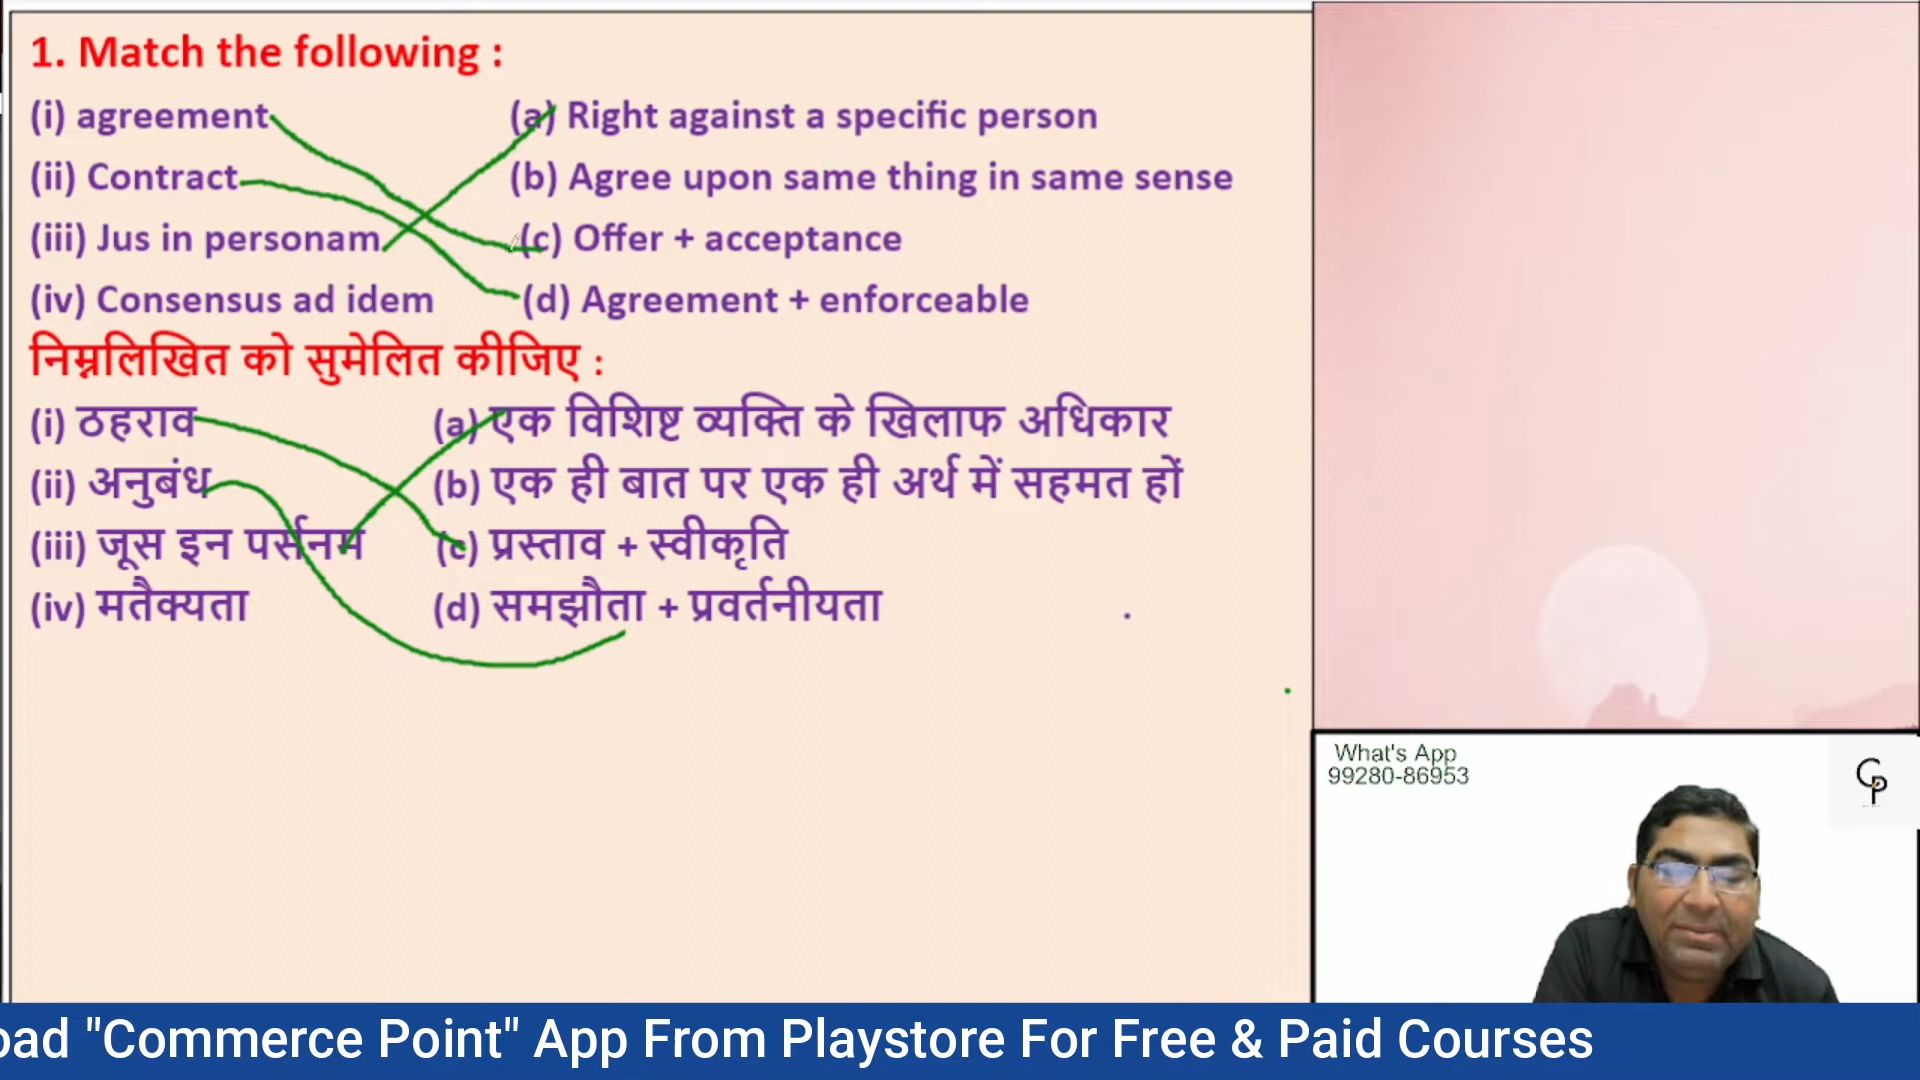 1. Match the following :
(i) agreement (a) Right against a specific person
(ii) Contract (b) Agree upon same thing in same sense
(iii) Jus in personam (c) Offer + acceptance
(iv) Consensus ad idem (d) Agreement + enforceable
निम्नलिखित को सुमेलित कीजिए :
(i) ठहराव (a) एक विशिष्ट व्यक्ति के खिलाफ अधिकार
(ii) अनुबंध (b) एक ही बात पर एक ही अर्थ में सहमत हों
(iii) जूस इन पर्सनम (c) प्रस्ताव + स्वीकृति
(iv) मतैक्यता (d) समझौता + प्रवर्तनीयता
What's App
99280-86953
CP
oad "Commerce Point" App From Playstore For Free & Paid Courses